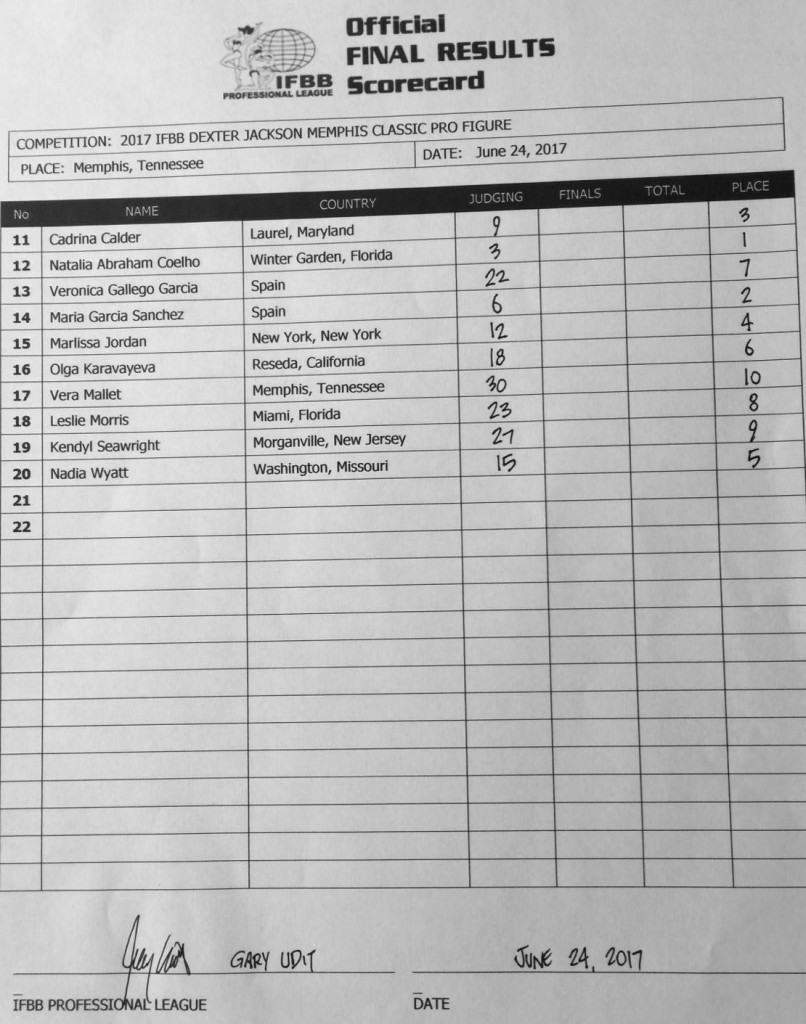 Official
FINAL RESULTS
Scorecard
IFBB
PROFESSIONAL LEAGUE
COMPETITION: 2017 IFBB DEXTER JACKSON MEMPHIS CLASSIC PRO FIGURE
PLACE: Memphis, Tennessee DATE: June 24, 2017
No NAME COUNTRY JUDGING FINALS TOTAL PLACE
11 Cadrina Calder Laurel, Maryland 9 3
12 Natalia Abraham Coelho Winter Garden, Florida 3 1
13 Veronica Gallego Garcia Spain 22 7
14 Maria Garcia Sanchez Spain 6 2
15 Marlissa Jordan New York, New York 12 4
16 Olga Karavayeva Reseda, California 18 6
17 Vera Mallet Memphis, Tennessee 30 10
18 Leslie Morris Miami, Florida 23 8
19 Kendyl Seawright Morganville, New Jersey 27 9
20 Nadia Wyatt Washington, Missouri 15 5
21
22
GARY UDIT JUNE 24, 2017
IFBB PROFESSIONAL LEAGUE DATE